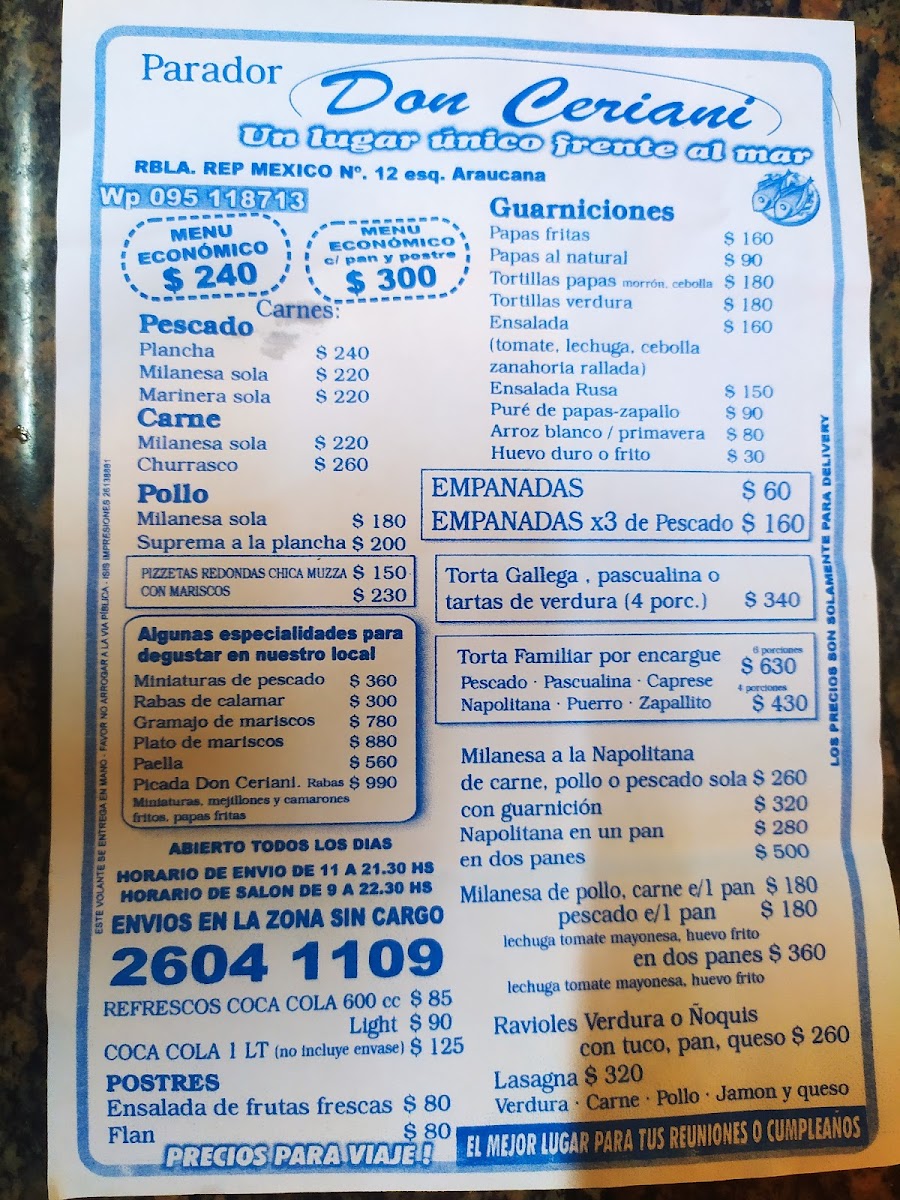 Parador
Don Ceriani
Un lugar único frente al mar
RBLA. REP MEXICO Nº. 12 esq. Araucana
Wp 095 118713
MENU
ECONÓMICO
$ 240
MENU
ECONÓMICO
c/ pan y postre
$ 300
Carnes:
Pescado
Plancha $ 240
Milanesa sola $ 220
Marinera sola $ 220
Carne
Milanesa sola $ 220
Churrasco $ 260
Pollo
Milanesa sola $ 180
Suprema a la plancha $ 200
PIZZETAS REDONDAS CHICA MUZZA $ 150
CON MARISCOS $ 230
Algunas especialidades para
degustar en nuestro local
Miniaturas de pescado $ 360
Rabas de calamar $ 300
Gramajo de mariscos $ 780
Plato de mariscos $ 880
Paella $ 560
Picada Don Ceriani. Rabas $ 990
Miniaturas, mejillones y camarones
fritos, papas fritas
ABIERTO TODOS LOS DIAS
HORARIO DE ENVIO DE 11 A 21.30 HS
HORARIO DE SALON DE 9 A 22.30 HS
ENVIOS EN LA ZONA SIN CARGO
2604 1109
REFRESCOS COCA COLA 600 cc $ 85
Light $ 90
COCA COLA 1 LT (no incluye envase) $ 125
POSTRES
Ensalada de frutas frescas $ 80
Flan $ 80
PRECIOS PARA VIAJE !
ESTE VOLANTE SE ENTREGA EN MANO - FAVOR NO ARROGAR A LA VIA PÍBLICA - ISIS IMPRESIONES 26138881
Guarniciones
Papas fritas $ 160
Papas al natural $ 90
Tortillas papas morrón, cebolla $ 180
Tortillas verdura $ 180
Ensalada $ 160
(tomate, lechuga, cebolla
zanahoria rallada)
Ensalada Rusa $ 150
Puré de papas-zapallo $ 90
Arroz blanco / primavera $ 80
Huevo duro o frito $ 30
EMPANADAS $ 60
EMPANADAS x3 de Pescado $ 160
Torta Gallega , pascualina o
tartas de verdura (4 porc.) $ 340
Torta Familiar por encargue 6 porciones $ 630
Pescado · Pascualina · Caprese 4 porciones
Napolitana · Puerro · Zapallito $ 430
Milanesa a la Napolitana
de carne, pollo o pescado sola $ 260
con guarnición $ 320
Napolitana en un pan $ 280
en dos panes $ 500
Milanesa de pollo, carne e/1 pan $ 180
pescado e/1 pan $ 180
lechuga tomate mayonesa, huevo frito
en dos panes $ 360
lechuga tomate mayonesa, huevo frito
Ravioles Verdura o Ñoquis
con tuco, pan, queso $ 260
Lasagna $ 320
Verdura · Carne · Pollo · Jamon y queso
EL MEJOR LUGAR PARA TUS REUNIONES O CUMPLEAÑOS
LOS PRECIOS SON SOLAMENTE PARA DELIVERY